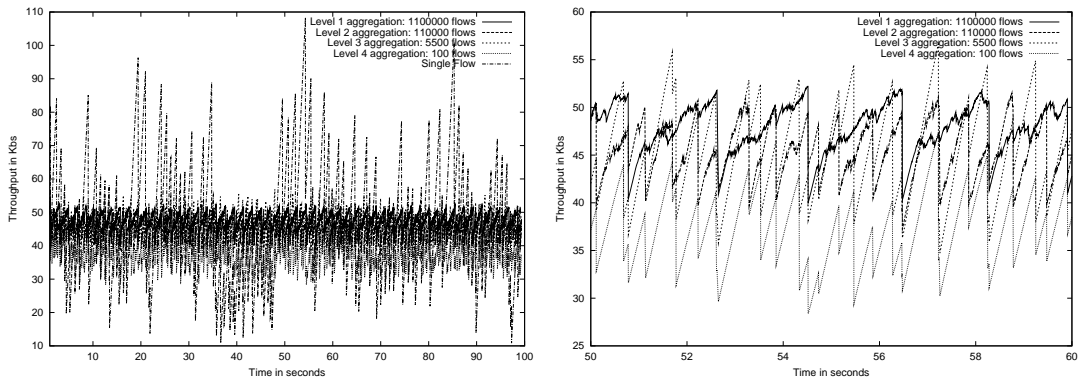 110
100
90
80
70
60
50
40
30
20
10
Throughput in Kbs
Level 1 aggregation: 1100000 flows
Level 2 aggregation: 110000 flows
Level 3 aggregation: 5500 flows
Level 4 aggregation: 100 flows
Single Flow
10 20 30 40 50 60 70 80 90 100
Time in seconds
60
55
50
45
40
35
30
25
Throughput in Kbs
Level 1 aggregation: 1100000 flows
Level 2 aggregation: 110000 flows
Level 3 aggregation: 5500 flows
Level 4 aggregation: 100 flows
50 52 54 56 58 60
Time in seconds